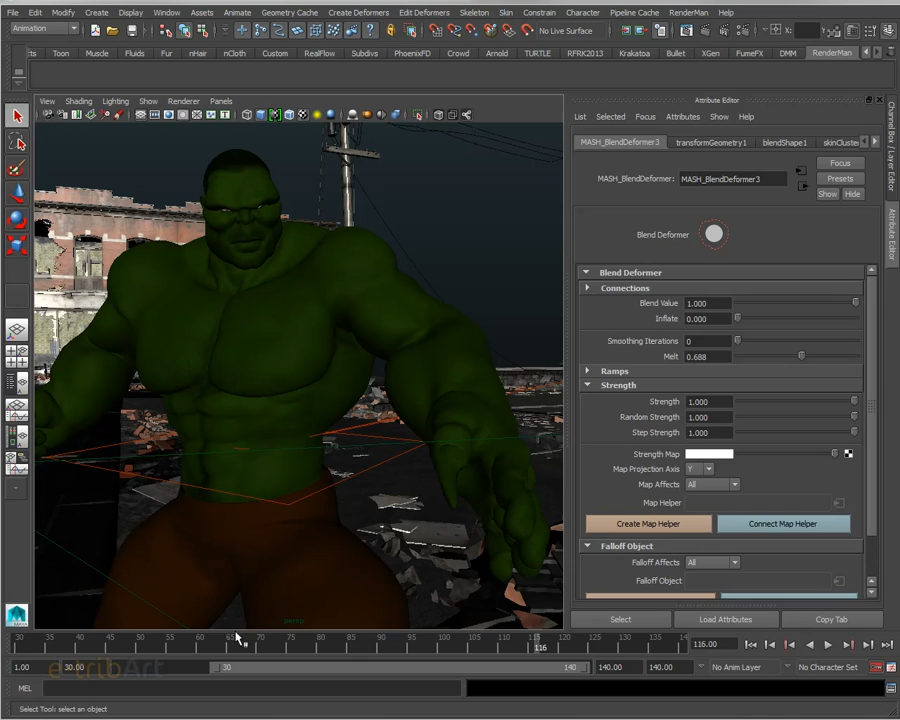 File Edit Modify Create Display Window Assets Animate Geometry Cache Create Deformers Edit Deformers Skeleton Skin Constrain Character Pipeline Cache RenderMan Help
Animation No Live Surface X: Y: Z:
Toon Muscle Fluids Fur nHair nCloth Custom RealFlow Subdivs PhoenixFD Crowd Arnold TURTLE RFRK2013 Krakatoa Bullet XGen FumeFX DMM RenderMan
View Shading Lighting Show Renderer Panels
Attribute Editor
List Selected Focus Attributes Show Help
MASH_BlendDeformer3 transformGeometry1 blendShape1 skinCluster
Focus
MASH_BlendDeformer: MASH_BlendDeformer3 Presets
Show Hide
Blend Deformer
Blend Deformer
Connections
Blend Value 1.000
Inflate 0.000
Smoothing Iterations 0
Melt 0.688
Ramps
Strength
Strength 1.000
Random Strength 1.000
Step Strength 1.000
Strength Map
Map Projection Axis Y
Map Affects All
Map Helper
Create Map Helper Connect Map Helper
Falloff Object
Falloff Affects All
Falloff Object
Select Load Attributes Copy Tab
Channel Box / Layer Editor
Attribute Editor
persp
30 35 40 45 50 55 60 65 70 75 80 85 90 95 100 105 110 115 120 125 130 135 14
116 116.00
1.00 30.00 30 140 140.00 140.00 No Anim Layer No Character Set
MEL
Select Tool: select an object